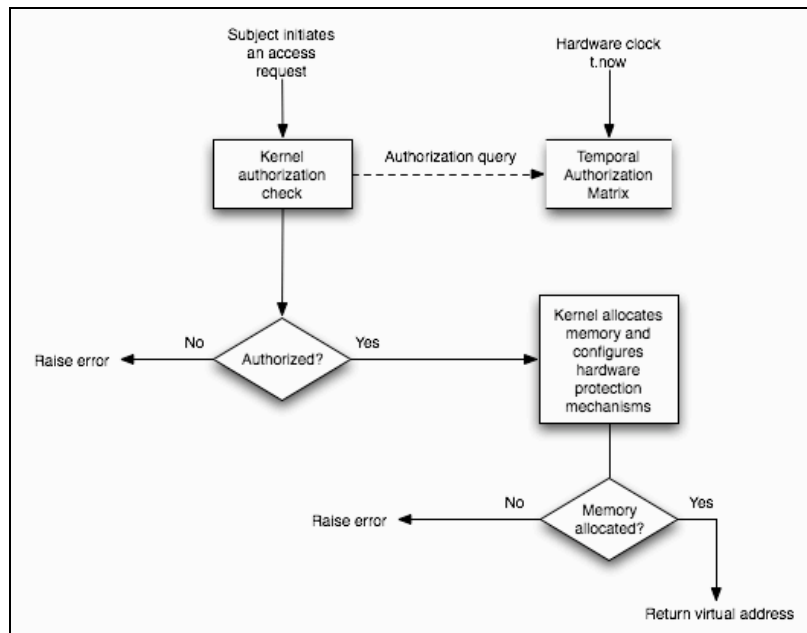 Subject initiates
an access
request
Hardware clock
t.now
Kernel
authorization
check
Authorization query
Temporal
Authorization
Matrix
Kernel allocates
memory and
configures
hardware
protection
mechanisms
No
Yes
Raise error
Authorized?
No
Yes
Raise error
Memory
allocated?
Return virtual address